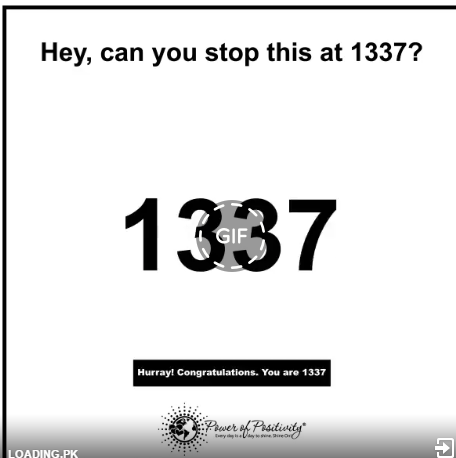 Hey, can you stop this at 1337?
1337
GIF
Hurray! Congratulations. You are 1337
Power of Positivity®
Every day is a day to shine. Shine On!
LOADING.PK